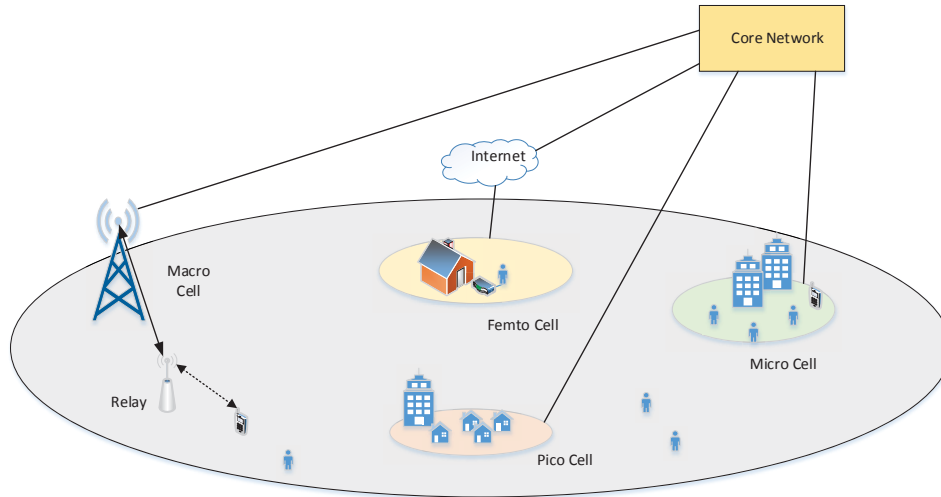 Core Network
Internet
Macro
Cell
Femto Cell
Micro Cell
Relay
Pico Cell